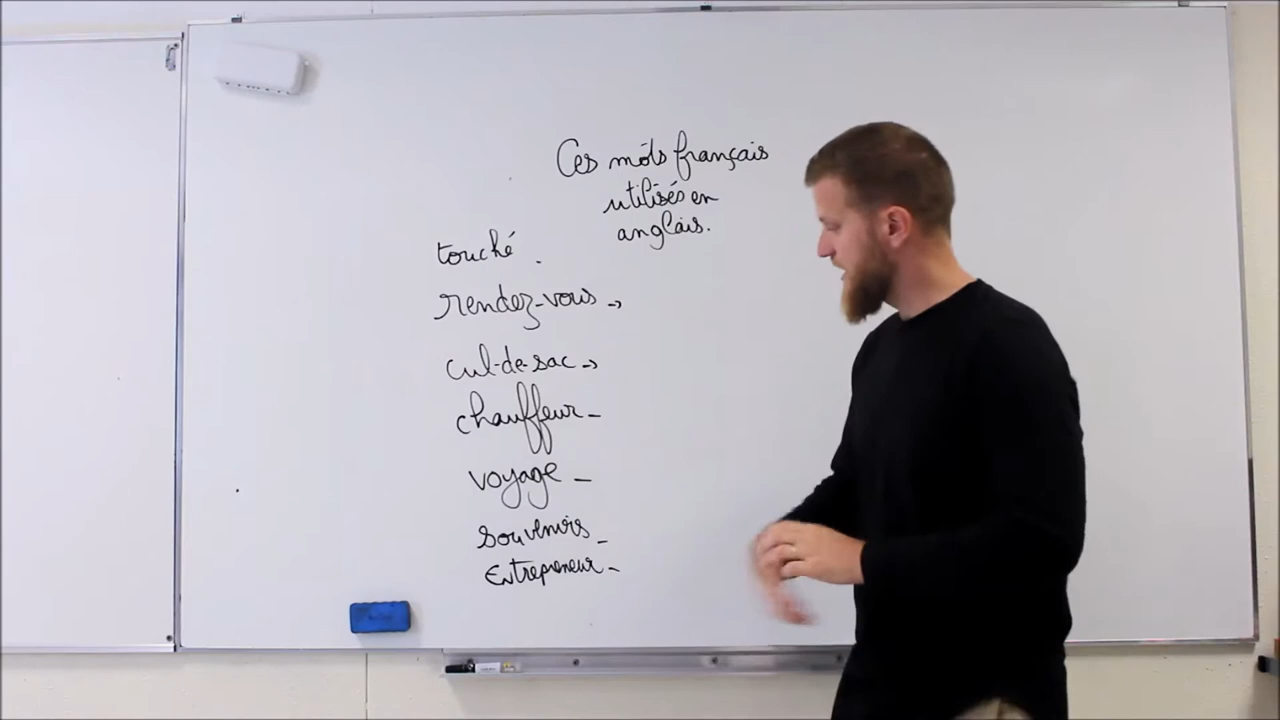 Ces mots français
utilisés en
anglais.
touché.
rendez-vous →
cul-de-sac →
chauffeur -
voyage -
souvenirs -
Entrepreneur -